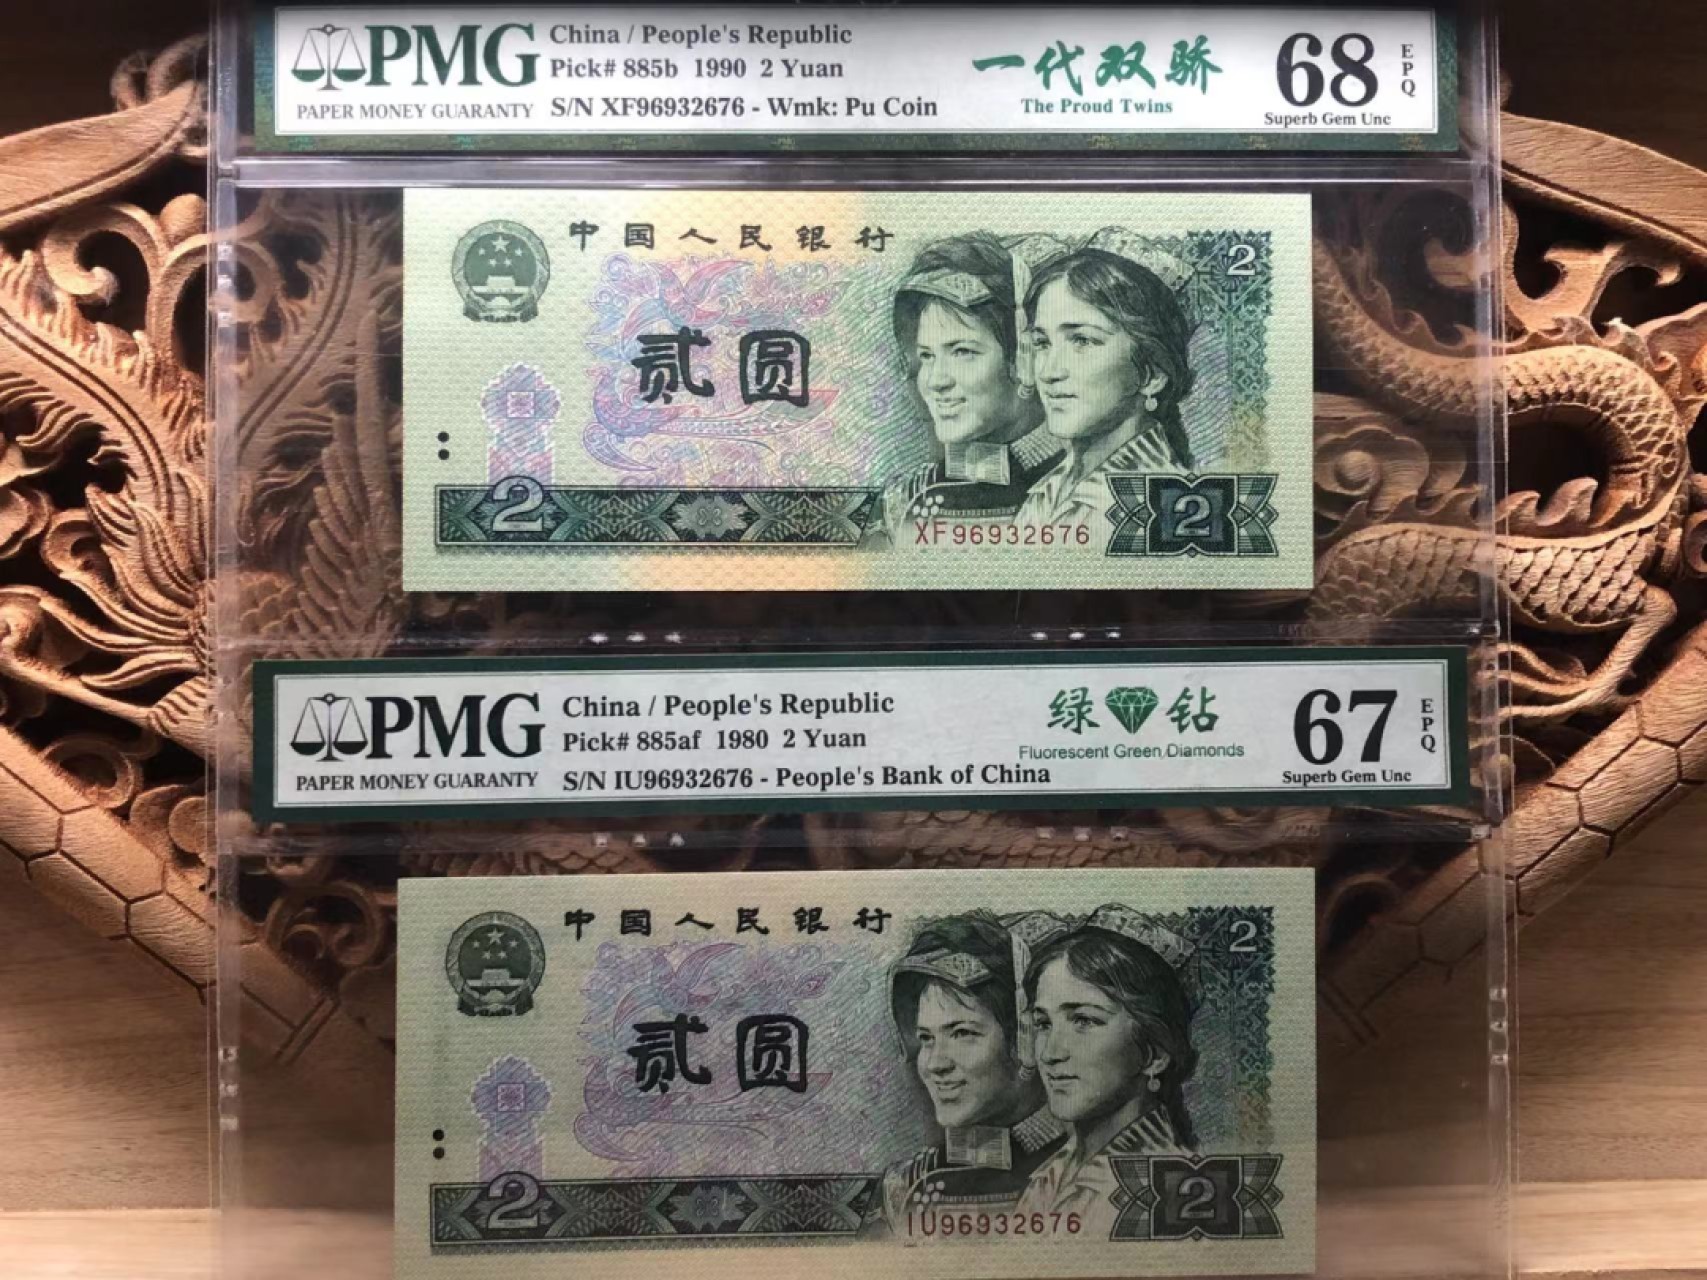 PMG
PAPER MONEY GUARANTY
China / People's Republic
Pick# 885b 1990 2 Yuan
S/N XF96932676 - Wmk: Pu Coin
一代双骄
The Proud Twins
68
EPQ
Superb Gem Unc
中国人民银行
2
贰圆
2
XF96932676
2
PMG
PAPER MONEY GUARANTY
China / People's Republic
Pick# 885af 1980 2 Yuan
S/N IU96932676 - People's Bank of China
绿钻
Fluorescent Green Diamonds
67
EPQ
Superb Gem Unc
中国人民银行
2
贰圆
2
IU96932676
2